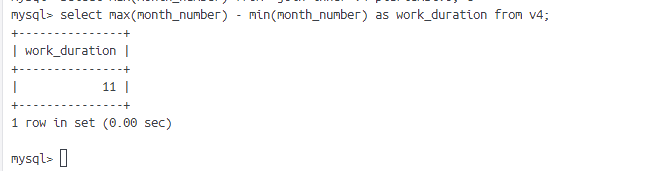 mysql> select max(month_number) - min(month_number) as work_duration from v4;
+---------------+
| work_duration |
+---------------+
|            11 |
+---------------+
1 row in set (0.00 sec)
mysql>